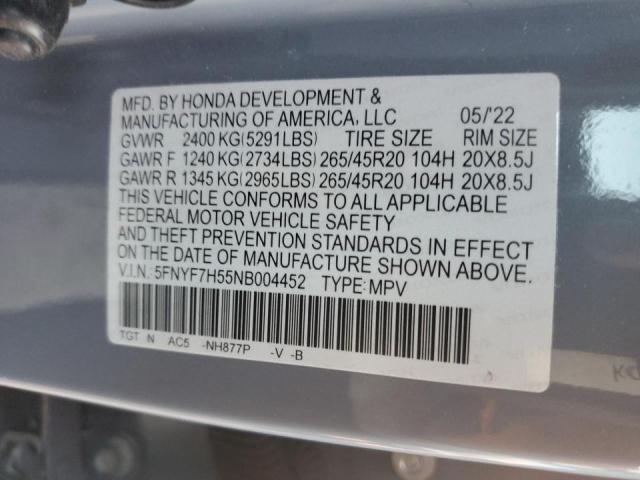 MFD. BY HONDA DEVELOPMENT &
MANUFACTURING OF AMERICA, LLC 05/'22
GVWR 2400 KG(5291LBS) TIRE SIZE RIM SIZE
GAWR F 1240 KG(2734LBS) 265/45R20 104H 20X8.5J
GAWR R 1345 KG(2965LBS) 265/45R20 104H 20X8.5J
THIS VEHICLE CONFORMS TO ALL APPLICABLE
FEDERAL MOTOR VEHICLE SAFETY
AND THEFT PREVENTION STANDARDS IN EFFECT
ON THE DATE OF MANUFACTURE SHOWN ABOVE.
V.I.N.: 5FNYF7H55NB004452 TYPE: MPV
TGT N AC5 -NH877P -V -B